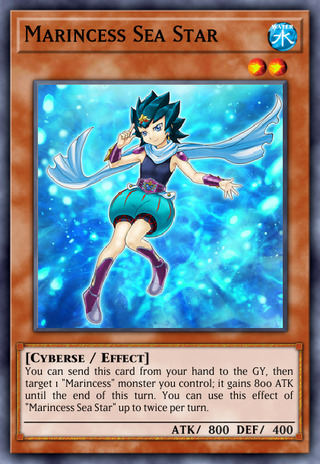 Marincess Sea Star
WATER
水
[Cyberse / Effect]
You can send this card from your hand to the GY, then
target 1 "Marincess" monster you control; it gains 800 ATK
until the end of this turn. You can use this effect of
"Marincess Sea Star" up to twice per turn.
ATK/ 800 DEF/ 400